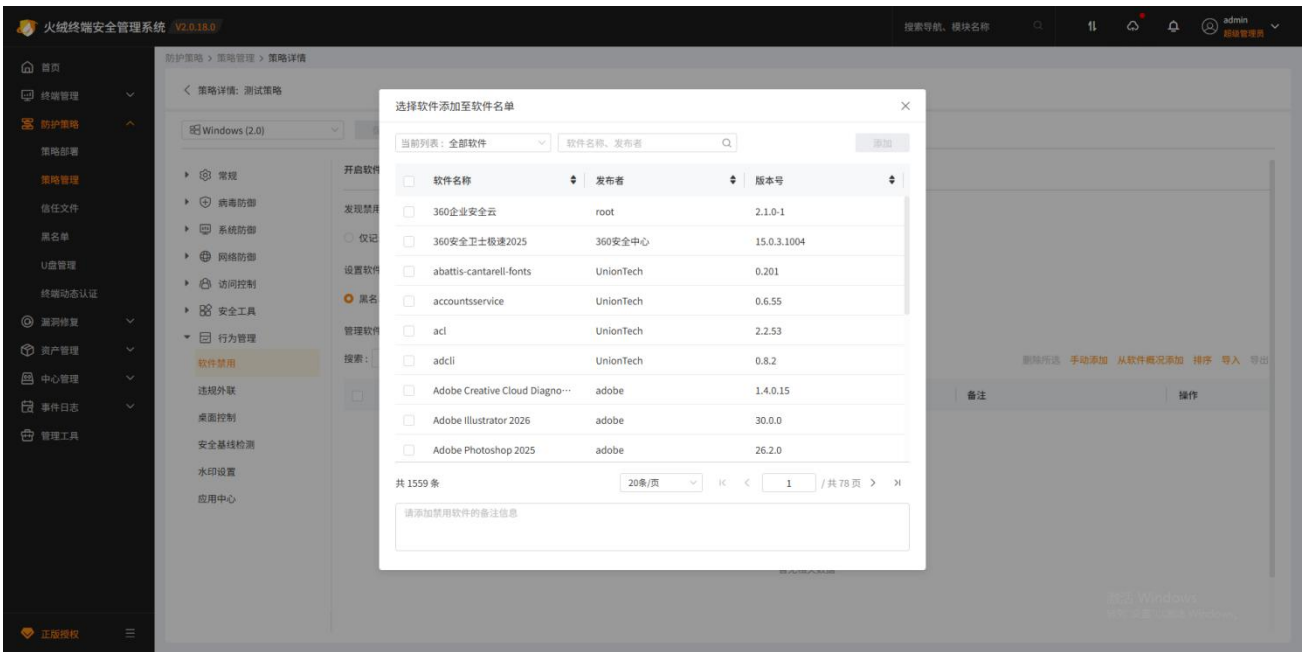 火绒终端安全管理系统 V2.0.18.0
搜索导航、模块名称
admin
超级管理员
首页
终端管理
防护策略
策略部署
策略管理
信任文件
黑名单
U盘管理
终端动态认证
漏洞修复
资产管理
中心管理
事件日志
管理工具
正版授权
防护策略 > 策略管理 > 策略详情
策略详情: 测试策略
Windows (2.0)
常规
病毒防御
系统防御
网络防御
访问控制
安全工具
行为管理
软件禁用
违规外联
桌面控制
安全基线检测
水印设置
应用中心
开启软件
发现禁用
仅记
设置软件
黑名
管理软件
搜索:
删除所选 手动添加 从软件概况添加 排序 导入 导出
备注 操作
选择软件添加至软件名单
当前列表: 全部软件 软件名称、发布者 添加
软件名称 发布者 版本号
360企业安全云 root 2.1.0-1
360安全卫士极速2025 360安全中心 15.0.3.1004
abattis-cantarell-fonts UnionTech 0.201
accountsservice UnionTech 0.6.55
acl UnionTech 2.2.53
adcli UnionTech 0.8.2
Adobe Creative Cloud Diagno··· adobe 1.4.0.15
Adobe Illustrator 2026 adobe 30.0.0
Adobe Photoshop 2025 adobe 26.2.0
共 1559 条 20条/页 1 / 共 78 页
请添加禁用软件的备注信息
激活 Windows